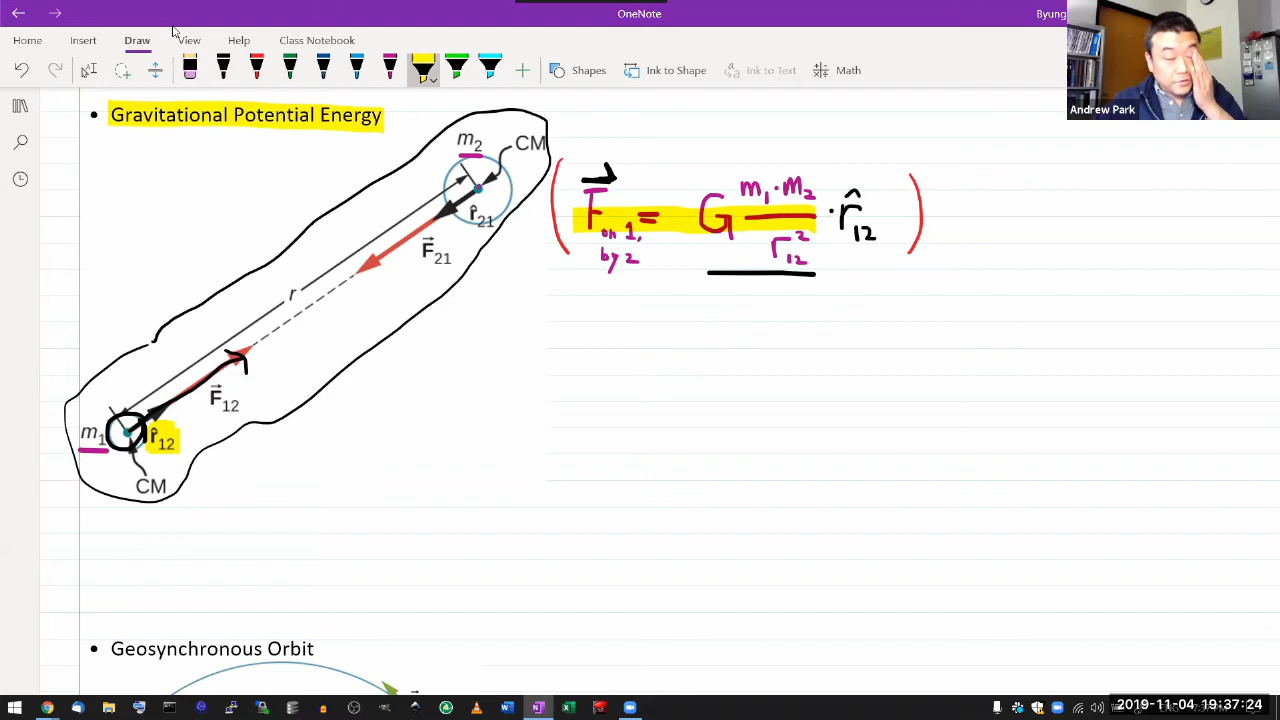 OneNote
Byung
Home Insert Draw View Help Class Notebook
Shapes Ink to Shape Ink to Text Math
Andrew Park
• Gravitational Potential Energy
m₂
CM
r̂₂₁
F⃗₂₁
r
F⃗₁₂
m₁
r̂₁₂
CM
( F⃗ on 1, by 2 = G m₁·m₂ / r₁₂² · r̂₁₂ )
• Geosynchronous Orbit
2019-11-04 19:37:24